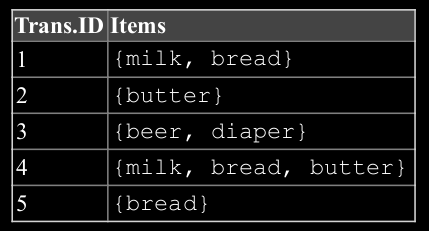 Trans.ID Items
1 {milk, bread}
2 {butter}
3 {beer, diaper}
4 {milk, bread, butter}
5 {bread}